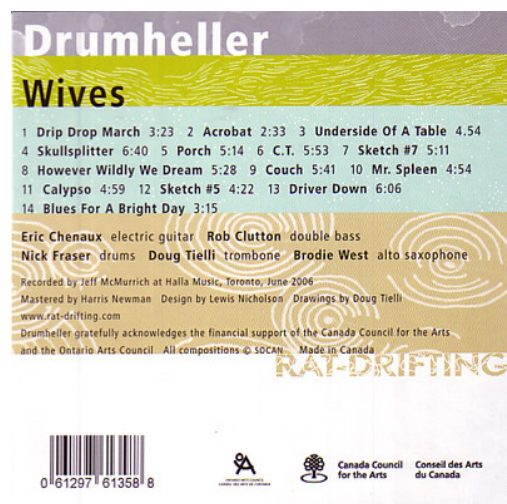 Drumheller
Wives
1 Drip Drop March 3:23 2 Acrobat 2:33 3 Underside Of A Table 4.54
4 Skullsplitter 6:40 5 Porch 5:14 6 C.T. 5:53 7 Sketch #7 5:11
8 However Wildly We Dream 5:28 9 Couch 5:41 10 Mr. Spleen 4:54
11 Calypso 4:59 12 Sketch #5 4:22 13 Driver Down 6:06
14 Blues For A Bright Day 3:15
Eric Chenaux electric guitar Rob Clutton double bass
Nick Fraser drums Doug Tielli trombone Brodie West alto saxophone
Recorded by Jeff McMurrich at Halla Music, Toronto, June 2006
Mastered by Harris Newman Design by Lewis Nicholson Drawings by Doug Tielli
www.rat-drifting.com
Drumheller gratefully acknowledges the financial support of the Canada Council for the Arts
and the Ontario Arts Council All compositions © SOCAN Made in Canada
RAT-DRIFTING
0 61297 61358 8
ONTARIO ARTS COUNCIL
CONSEIL DES ARTS DE L'ONTARIO
Canada Council for the Arts
Conseil des Arts du Canada